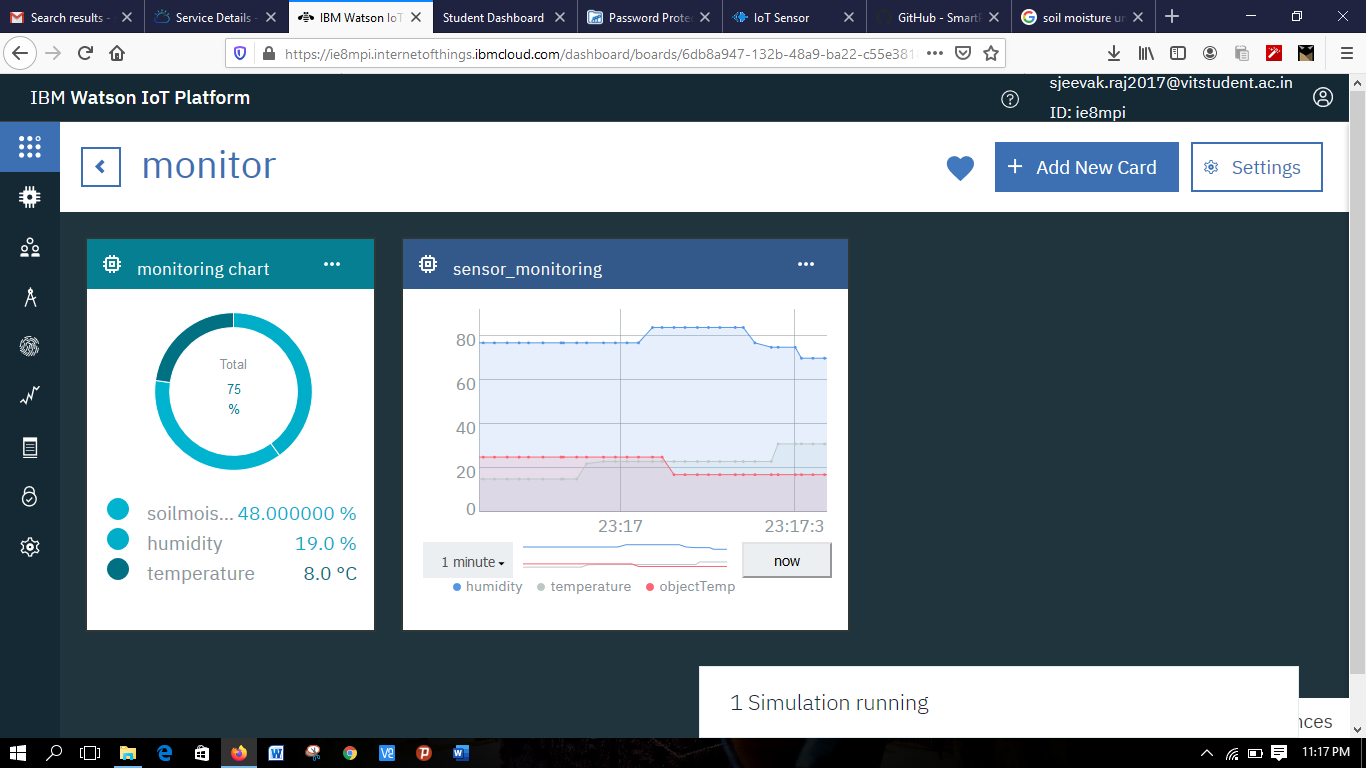 Search results -
Service Details -
IBM Watson IoT
Student Dashboard
Password Prote
IoT Sensor
GitHub - Smart
soil moisture un
https://ie8mpi.internetofthings.ibmcloud.com/dashboard/boards/6db8a947-132b-48a9-ba22-c55e381
IBM Watson IoT Platform
sjeevak.raj2017@vitstudent.ac.in
ID: ie8mpi
monitor
+ Add New Card
Settings
monitoring chart
sensor_monitoring
Total
75
%
soilmois... 48.000000 %
humidity 19.0 %
temperature 8.0 °C
80
60
40
20
0
23:17 23:17:3
1 minute
now
humidity temperature objectTemp
1 Simulation running
nces
11:17 PM